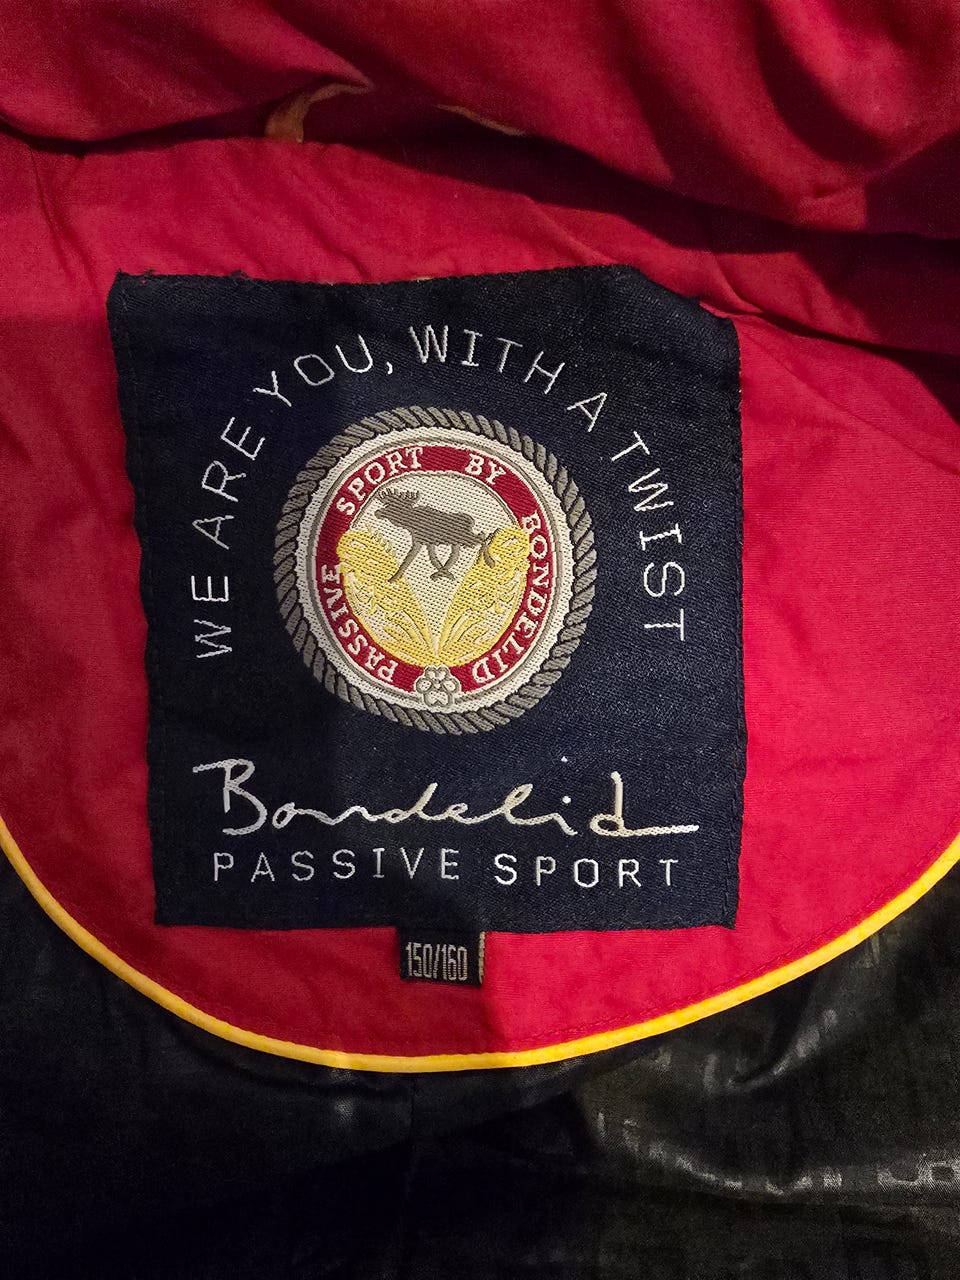 WE ARE YOU, WITH A TWIST
PASSIVE SPORT BY BONDELID
Bondelid
PASSIVE SPORT
150/160